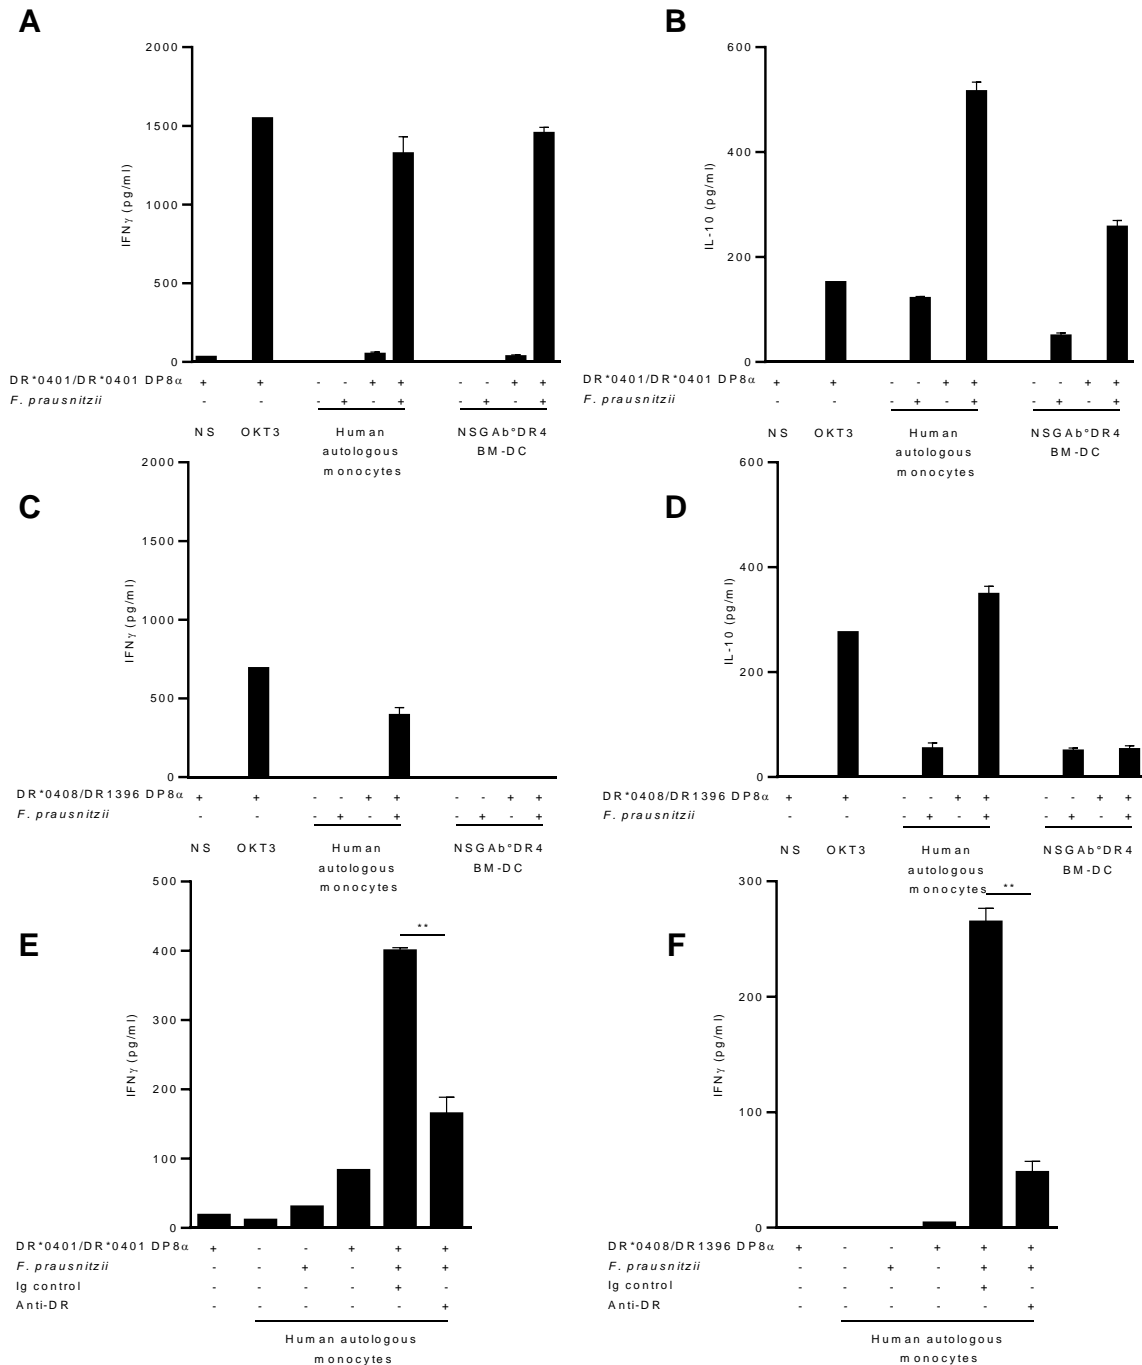 A
B
2000
1500
1000
500
0
IFNγ (pg/ml)
DR*0401/DR*0401 DP8α + + - - + + - - + +
F. prausnitzii - - - + - + - + - +
NS OKT3 Human autologous monocytes NSGAb°DR4 BM-DC
600
400
200
0
IL-10 (pg/ml)
DR*0401/DR*0401 DP8α + + - - + + - - + +
F. prausnitzii - - - + - + - + - +
NS OKT3 Human autologous monocytes NSGAb°DR4 BM-DC
C
D
2000
1500
1000
500
0
IFNγ (pg/ml)
DR*0408/DR1396 DP8α + + - - + + - - + +
F. prausnitzii - - - + - + - + - +
NS OKT3 Human autologous monocytes NSGAb°DR4 BM-DC
600
400
200
0
IL-10 (pg/ml)
DR*0408/DR1396 DP8α + + - - + + - - + +
F. prausnitzii - - - + - + - + - +
NS OKT3 Human autologous monocytes NSGAb°DR4 BM-DC
E
F
500
400
300
200
100
0
IFNγ (pg/ml)
**
DR*0401/DR*0401 DP8α + - - + + +
F. prausnitzii - - + - + +
Ig control - - - - + -
Anti-DR - - - - - +
Human autologous
monocytes
300
200
100
0
IFNγ (pg/ml)
**
DR*0408/DR1396 DP8α + - - + + +
F. prausnitzii - - + - + +
Ig control - - - - + -
Anti-DR - - - - - +
Human autologous
monocytes